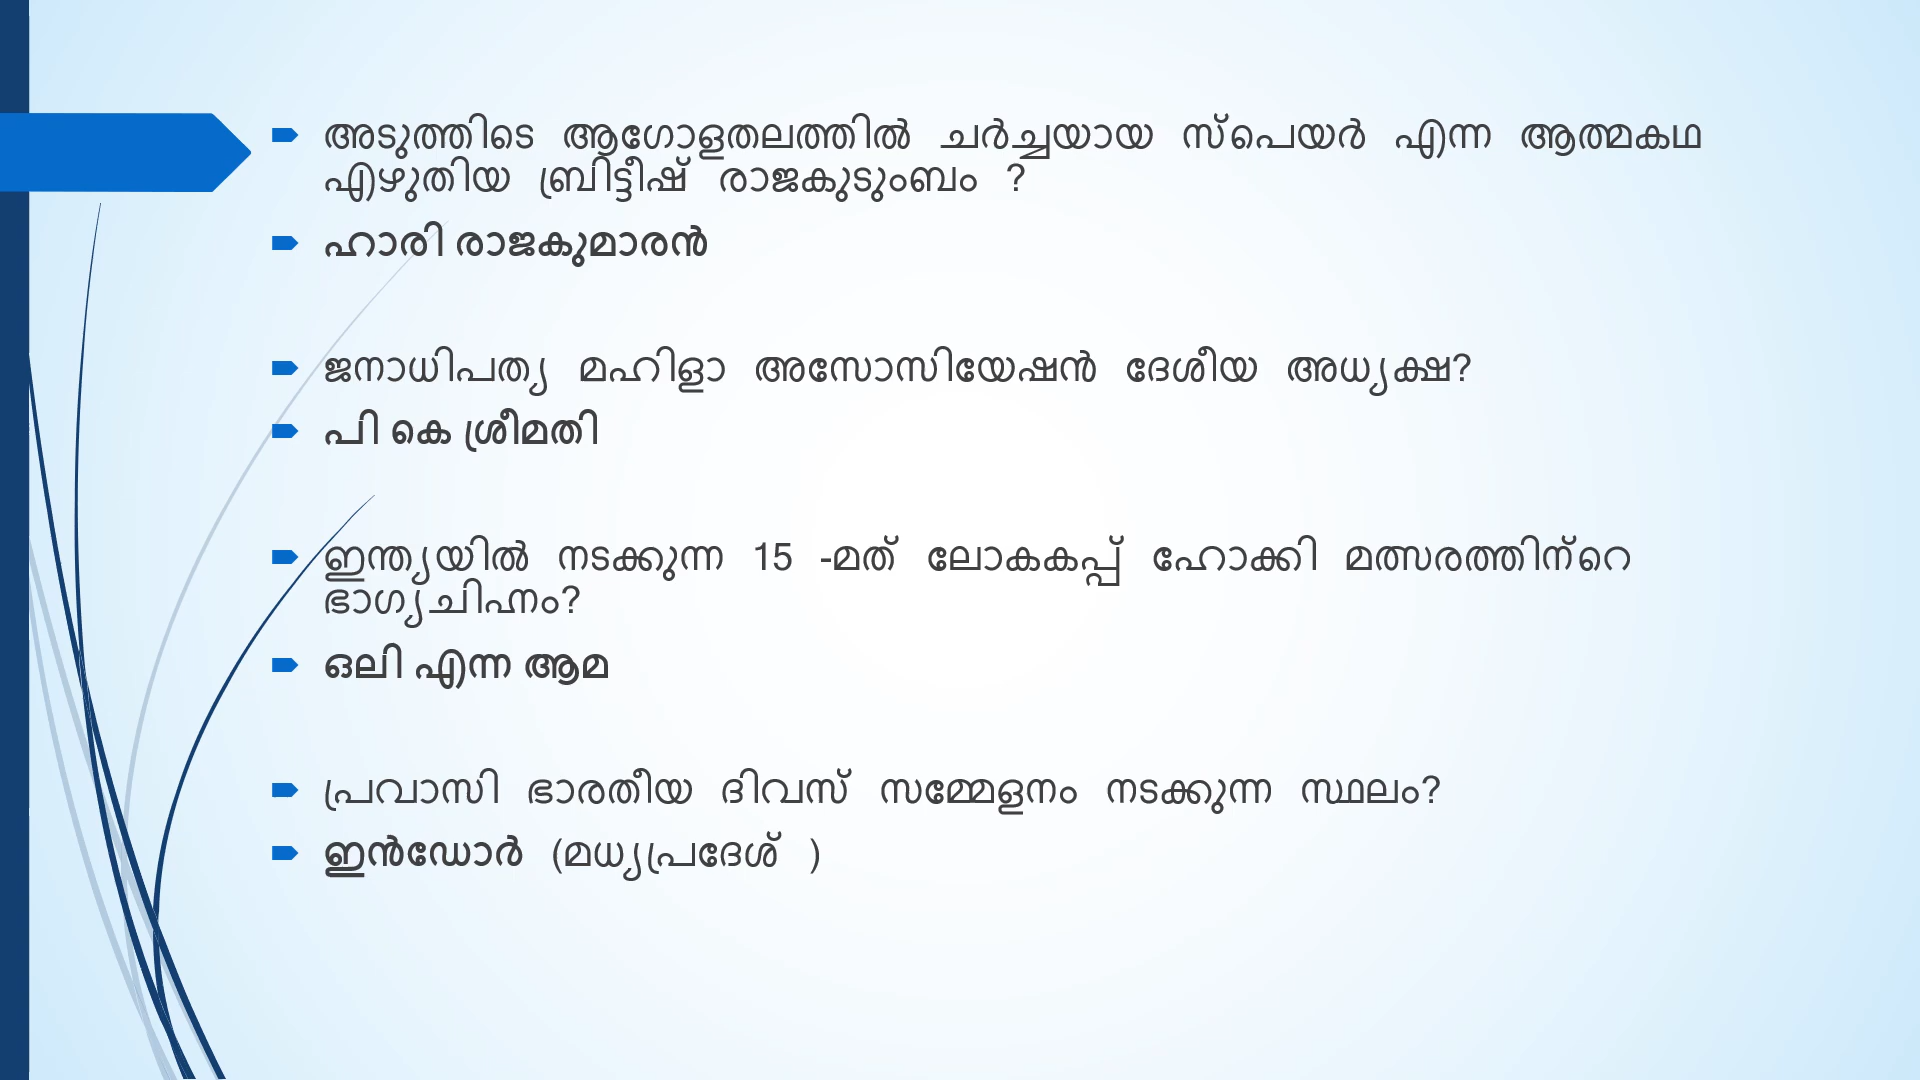 അടുത്തിടെ ആഗോളതലത്തിൽ ചർച്ചയായ സ്പെയർ എന്ന ആത്മകഥ
എഴുതിയ ബ്രിട്ടീഷ് രാജകുടുംബം ?
ഹാരി രാജകുമാരൻ
ജനാധിപത്യ മഹിളാ അസോസിയേഷൻ ദേശീയ അധ്യക്ഷ?
പി കെ ശ്രീമതി
ഇന്ത്യയിൽ നടക്കുന്ന 15 -മത് ലോകകപ്പ് ഹോക്കി മത്സരത്തിന്റെ
ഭാഗ്യചിഹ്നം?
ഒലി എന്ന ആമ
പ്രവാസി ഭാരതീയ ദിവസ് സമ്മേളനം നടക്കുന്ന സ്ഥലം?
ഇൻഡോർ (മധ്യപ്രദേശ് )